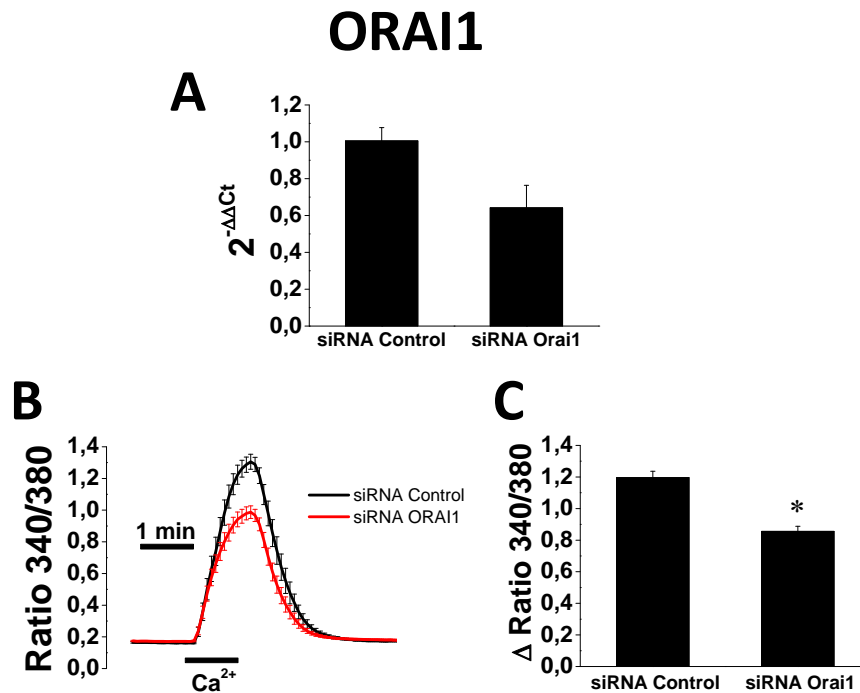 ORAI1
A
1,2
1,0
0,8
0,6
0,4
0,2
0,0
2^-ΔΔCt
siRNA Control
siRNA Orai1
B
1,4
1,2
1,0
0,8
0,6
0,4
0,2
0,0
Ratio 340/380
1 min
siRNA Control
siRNA ORAI1
Ca²⁺
C
1,4
1,2
1,0
0,8
0,6
0,4
0,2
0,0
Δ Ratio 340/380
*
siRNA Control
siRNA Orai1